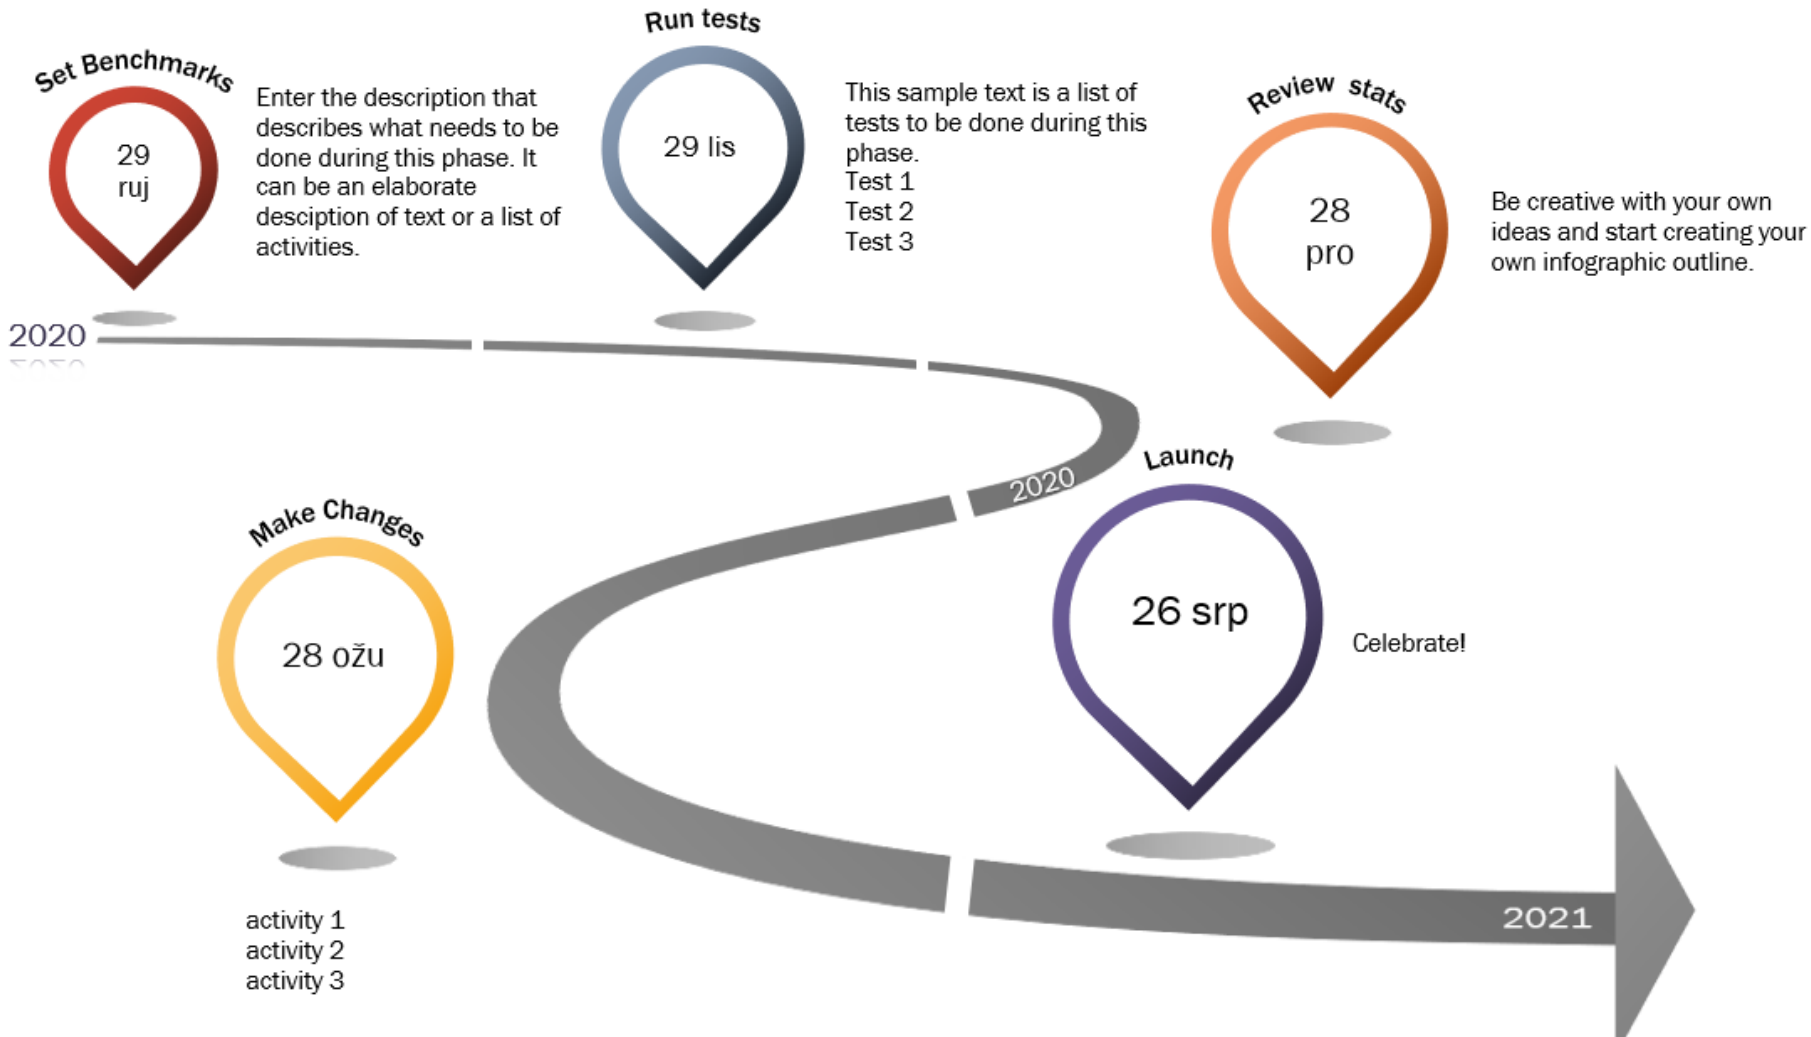 Set Benchmarks
29
ruj
Enter the description that
describes what needs to be
done during this phase. It
can be an elaborate
desciption of text or a list of
activities.
Run tests
29 lis
This sample text is a list of
tests to be done during this
phase.
Test 1
Test 2
Test 3
Review stats
28
pro
Be creative with your own
ideas and start creating your
own infographic outline.
2020
2020
Launch
26 srp
Celebrate!
Make Changes
28 ožu
activity 1
activity 2
activity 3
2021